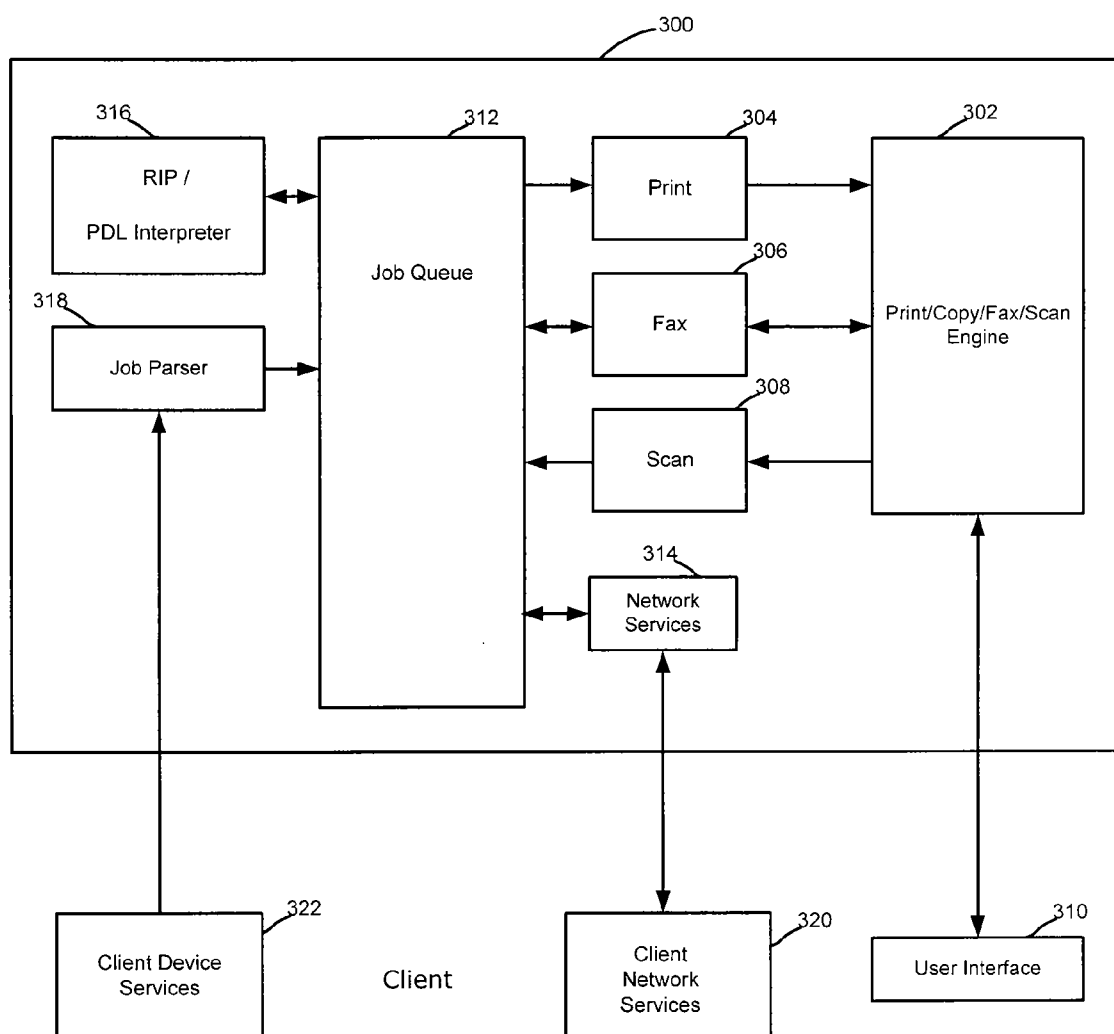 300
316
312
304
302
RIP /
PDL Interpreter
Job Queue
Print
306
Fax
Print/Copy/Fax/Scan
Engine
318
Job Parser
308
Scan
314
Network
Services
322
320
310
Client Device
Services
Client
Client
Network
Services
User Interface